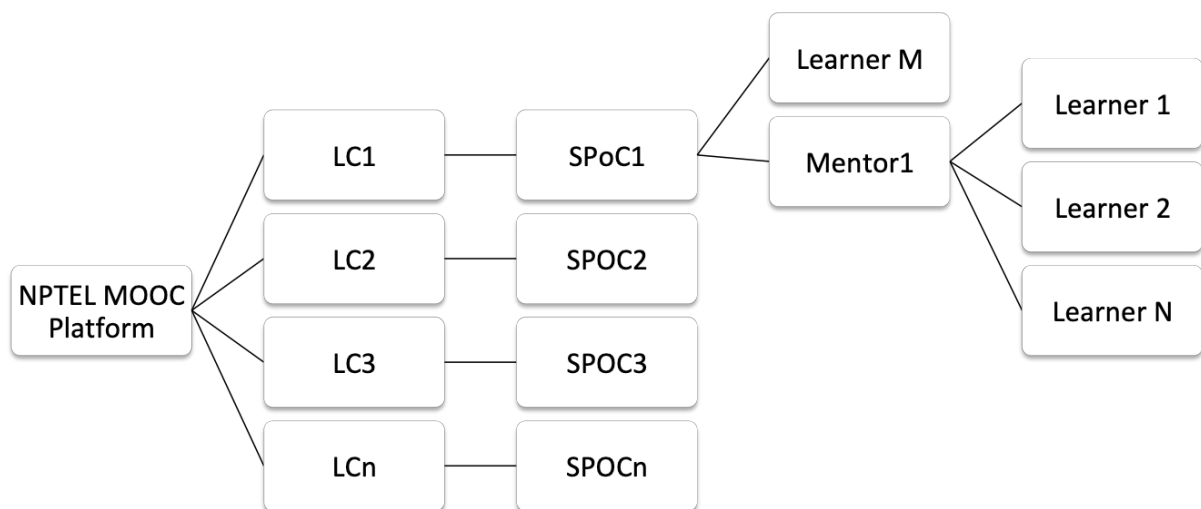 NPTEL MOOC
Platform
LC1
LC2
LC3
LCn
SPoC1
SPOC2
SPOC3
SPOCn
Learner M
Mentor1
Learner 1
Learner 2
Learner N